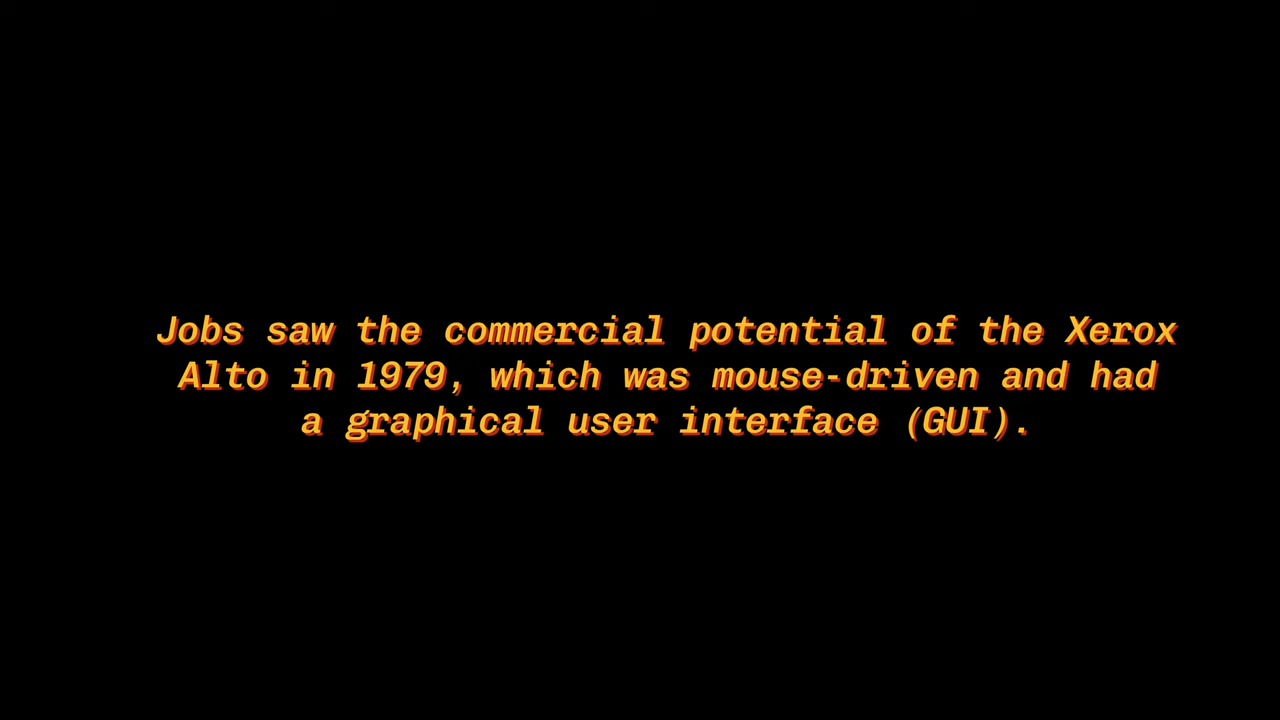 Jobs saw the commercial potential of the Xerox
Alto in 1979, which was mouse-driven and had
a graphical user interface (GUI).